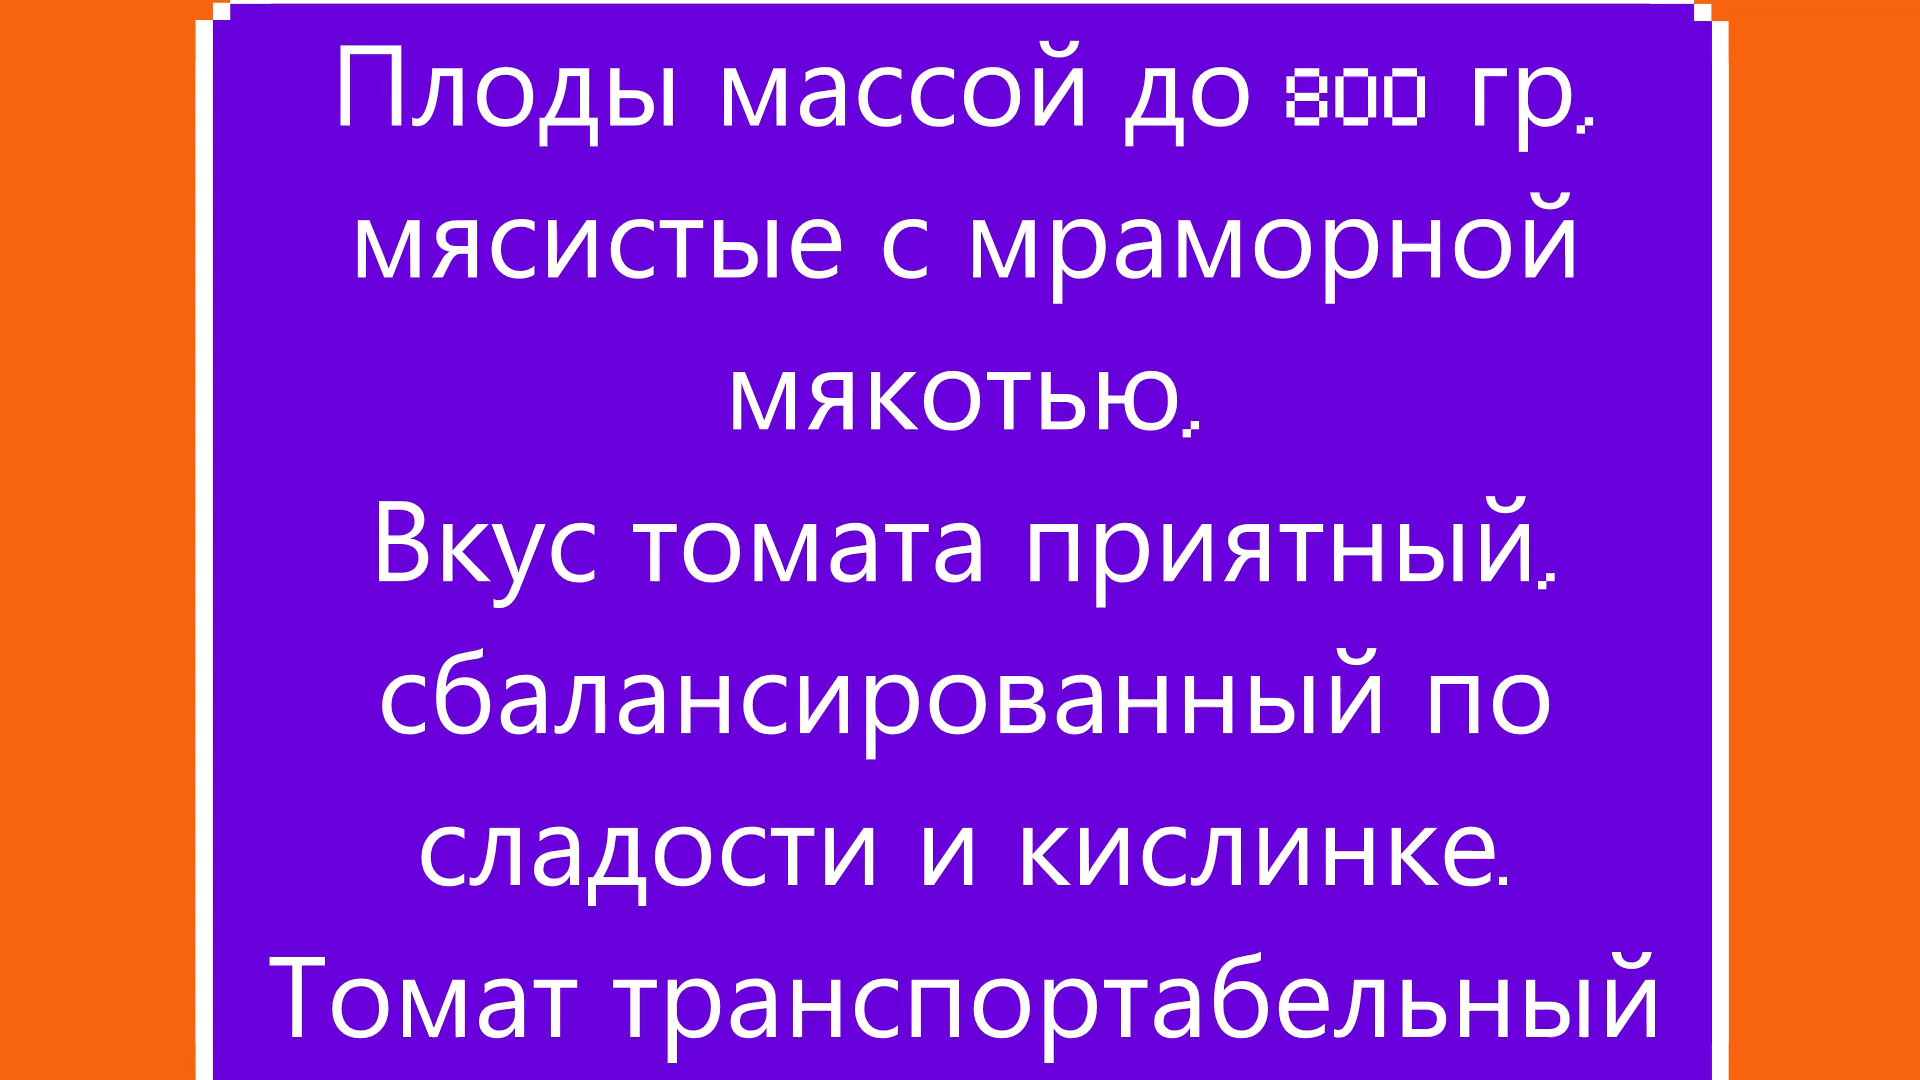 Плоды массой до 800 гр,
мясистые с мраморной
мякотью,
Вкус томата приятный,
сбалансированный по
сладости и кислинке.
Томат транспортабельный